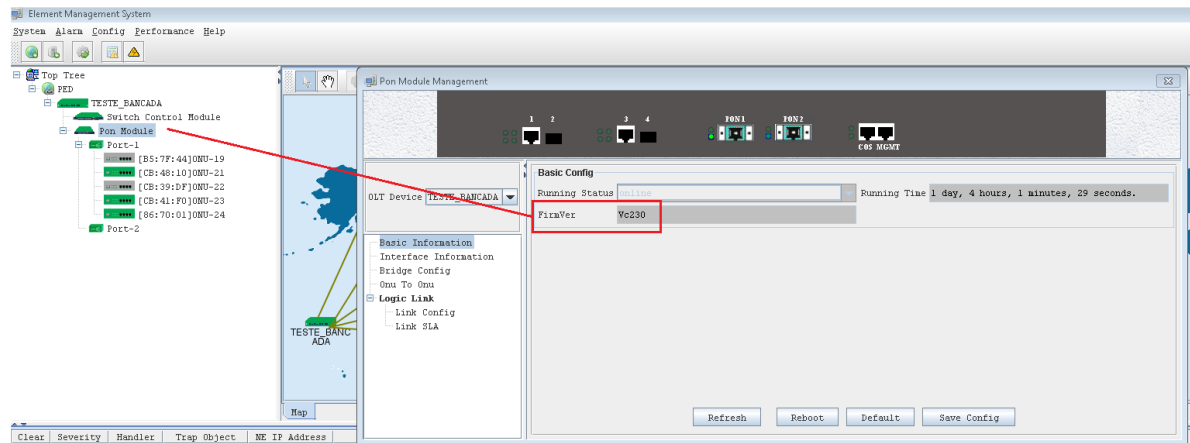 Element Management System
System Alarm Config Performance Help
Top Tree
PED
TESTE_BANCADA
Switch Control Module
Pon Module
Port-1
[B5:7F:44]ONU-19
[CB:48:10]ONU-21
[CB:39:DF]ONU-22
[CB:41:F0]ONU-23
[86:70:01]ONU-24
Port-2
TESTE_BANC
ADA
Map
Clear Severity Handler Trap Object NE IP Address
Pon Module Management
1 2 3 4 PON1 PON2
COS MGMT
OLT Device TESTE_BANCADA
Basic Information
Interface Information
Bridge Config
Onu To Onu
Logic Link
Link Config
Link SLA
Basic Config
Running Status online Running Time 1 day, 4 hours, 1 minutes, 29 seconds.
FirmVer Vc230
Refresh Reboot Default Save Config